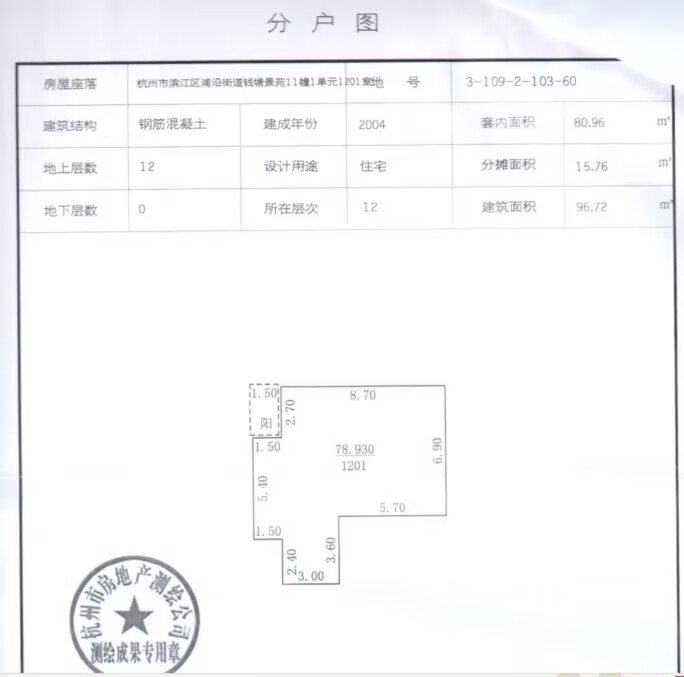 分户图
房屋座落 杭州市滨江区浦沿街道钱塘景苑11幢1单元1201室 地号 3-109-2-103-60
建筑结构 钢筋混凝土 建成年份 2004 套内面积 80.96 m²
地上层数 12 设计用途 住宅 分摊面积 15.76 m²
地下层数 0 所在层次 12 建筑面积 96.72 m²
1.50
8.70
2.70
阳
1.50
78.930
1201
6.90
5.40
5.70
1.50
3.60
2.40
3.00
杭州市房地产测绘公司
测绘成果专用章